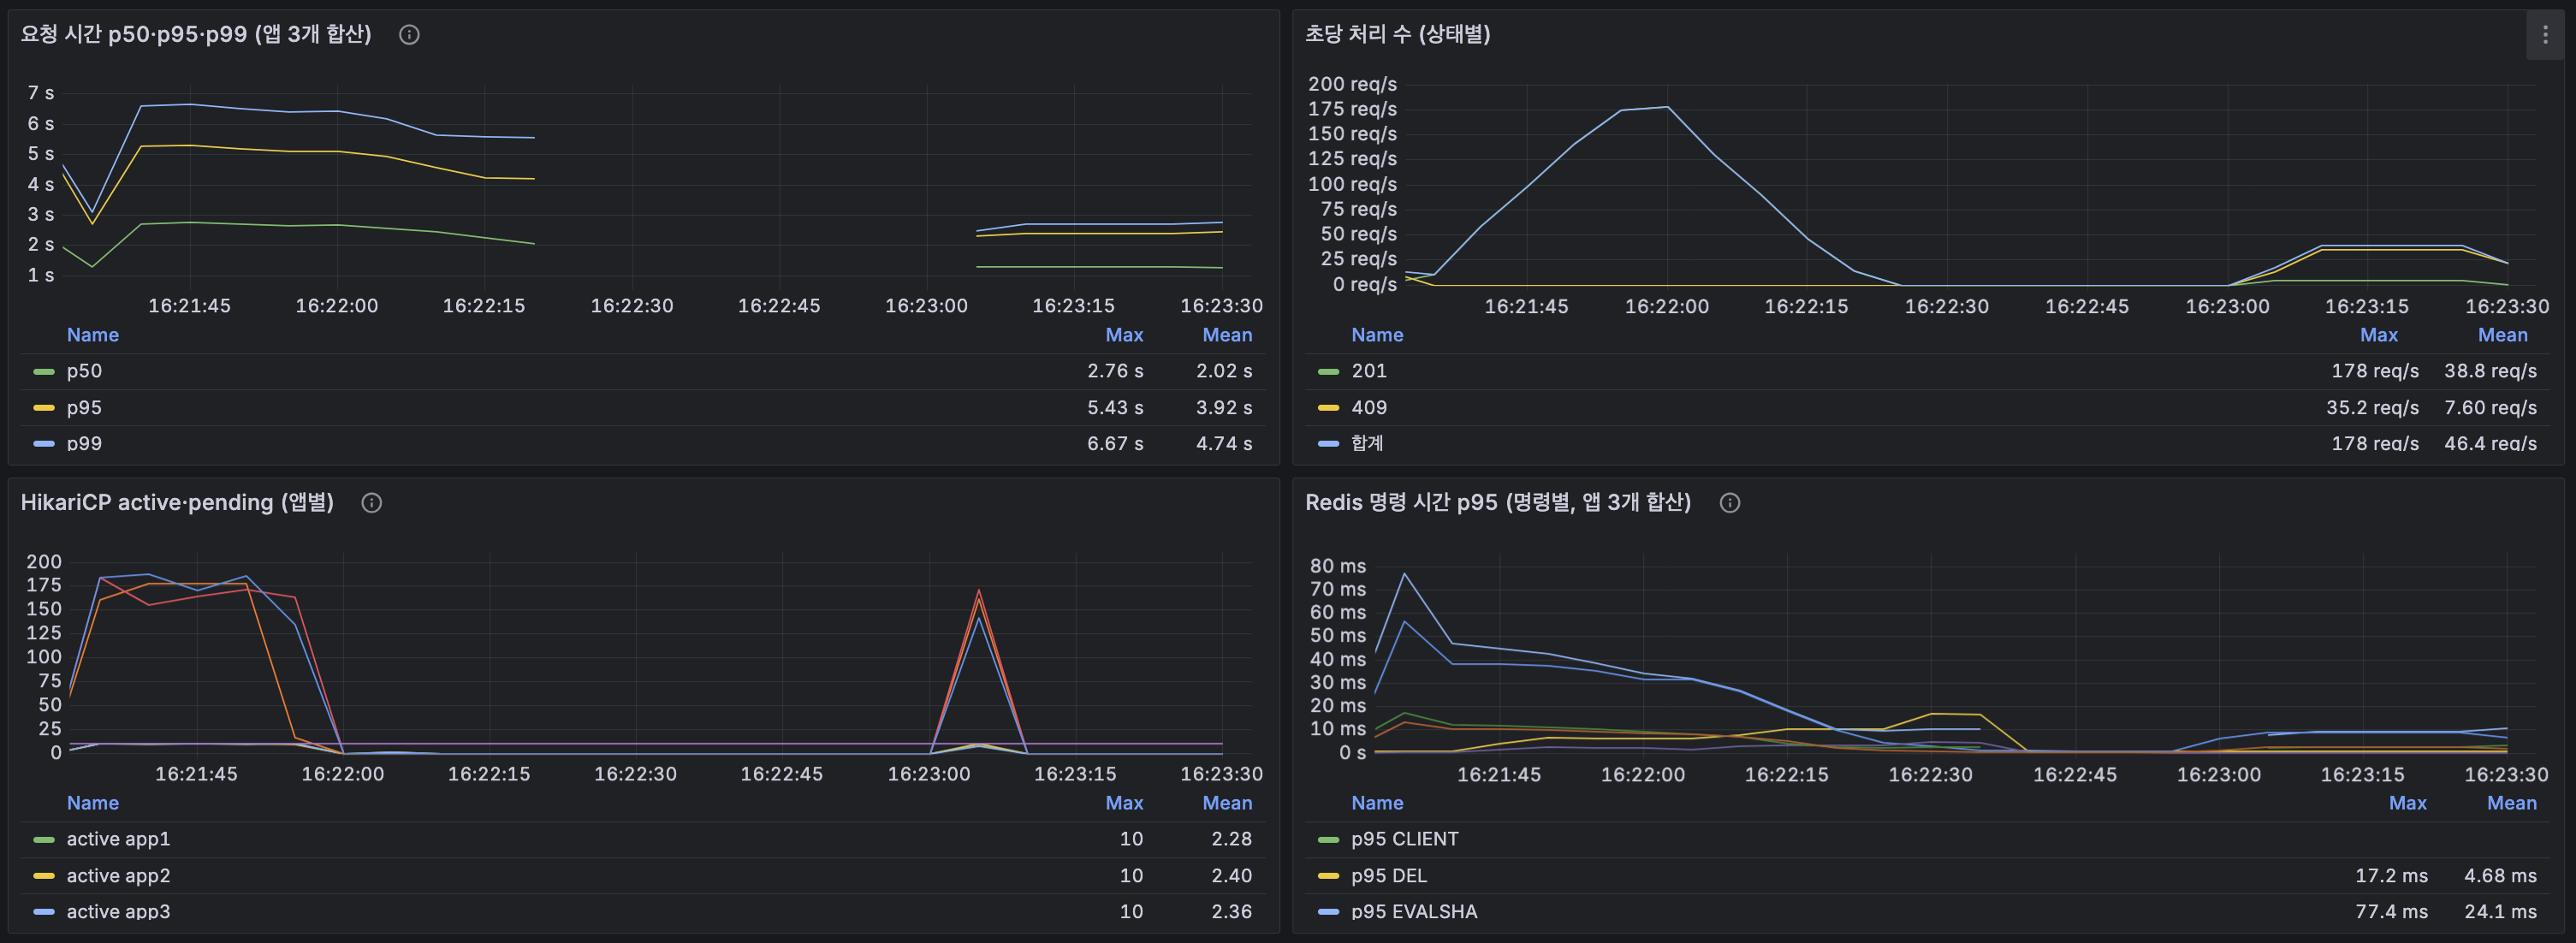 요청 시간 p50·p95·p99 (앱 3개 합산)
7 s
6 s
5 s
4 s
3 s
2 s
1 s
16:21:45 16:22:00 16:22:15 16:22:30 16:22:45 16:23:00 16:23:15 16:23:30
Name Max Mean
p50 2.76 s 2.02 s
p95 5.43 s 3.92 s
p99 6.67 s 4.74 s
초당 처리 수 (상태별)
200 req/s
175 req/s
150 req/s
125 req/s
100 req/s
75 req/s
50 req/s
25 req/s
0 req/s
16:21:45 16:22:00 16:22:15 16:22:30 16:22:45 16:23:00 16:23:15 16:23:30
Name Max Mean
201 178 req/s 38.8 req/s
409 35.2 req/s 7.60 req/s
합계 178 req/s 46.4 req/s
HikariCP active·pending (앱별)
200
175
150
125
100
75
50
25
0
16:21:45 16:22:00 16:22:15 16:22:30 16:22:45 16:23:00 16:23:15 16:23:30
Name Max Mean
active app1 10 2.28
active app2 10 2.40
active app3 10 2.36
Redis 명령 시간 p95 (명령별, 앱 3개 합산)
80 ms
70 ms
60 ms
50 ms
40 ms
30 ms
20 ms
10 ms
0 s
16:21:45 16:22:00 16:22:15 16:22:30 16:22:45 16:23:00 16:23:15 16:23:30
Name Max Mean
p95 CLIENT
p95 DEL 17.2 ms 4.68 ms
p95 EVALSHA 77.4 ms 24.1 ms